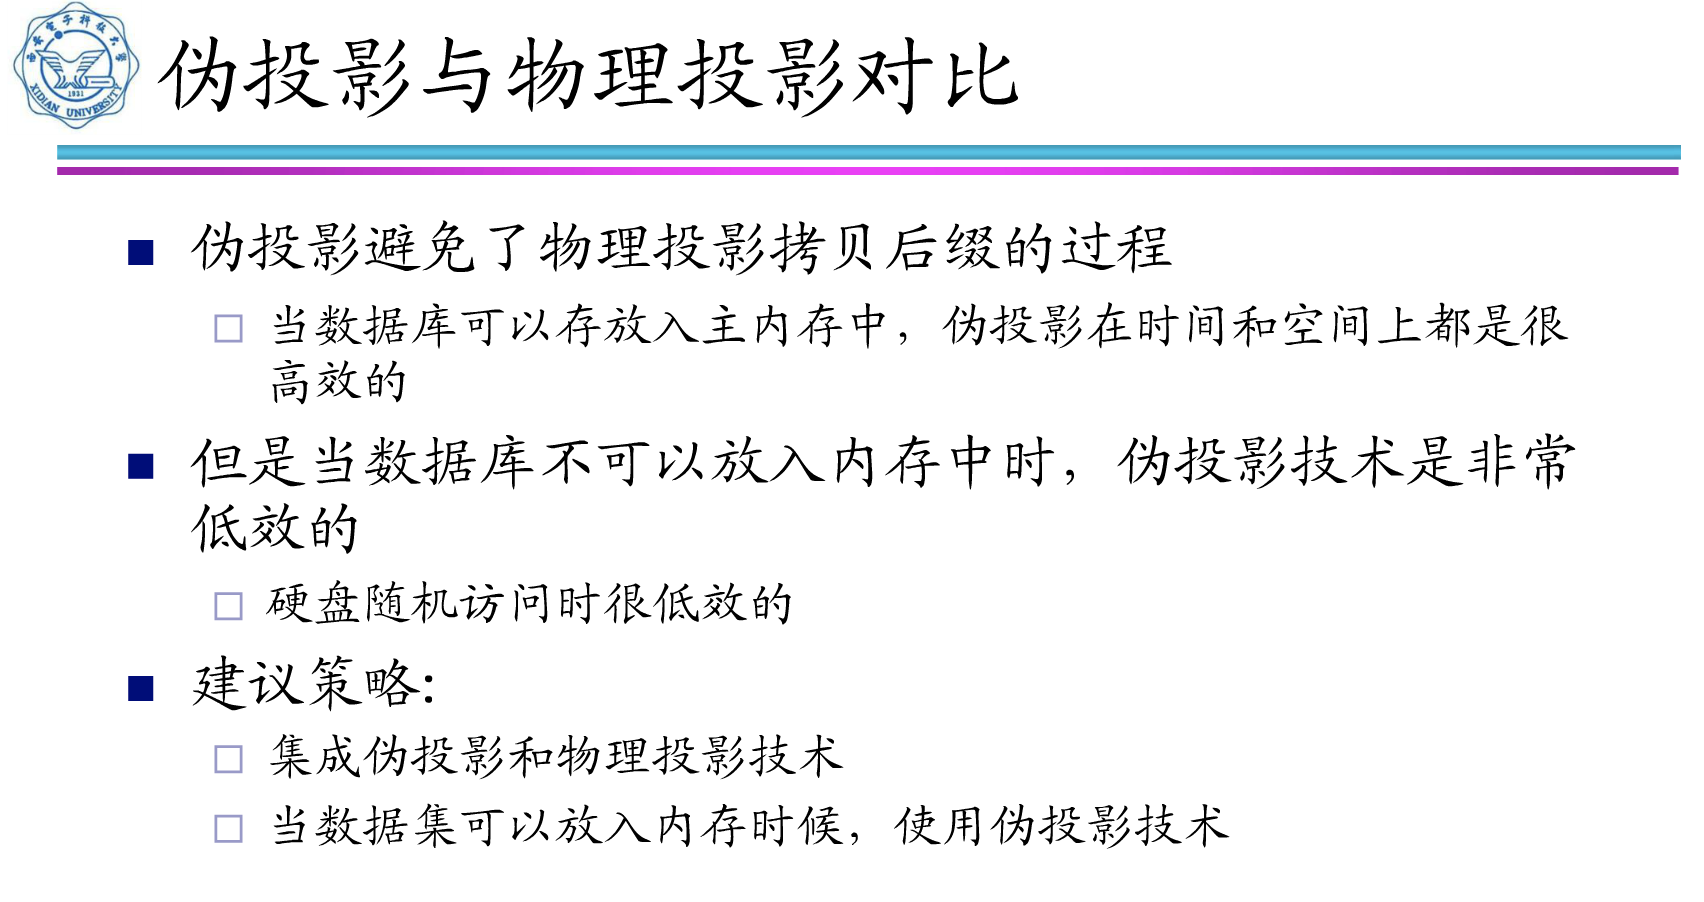 西安电子科技大学
1931
XIDIAN UNIVERSITY
伪投影与物理投影对比
伪投影避免了物理投影拷贝后缀的过程
当数据库可以存放入主内存中，伪投影在时间和空间上都是很
高效的
但是当数据库不可以放入内存中时，伪投影技术是非常
低效的
硬盘随机访问时很低效的
建议策略:
集成伪投影和物理投影技术
当数据集可以放入内存时候，使用伪投影技术